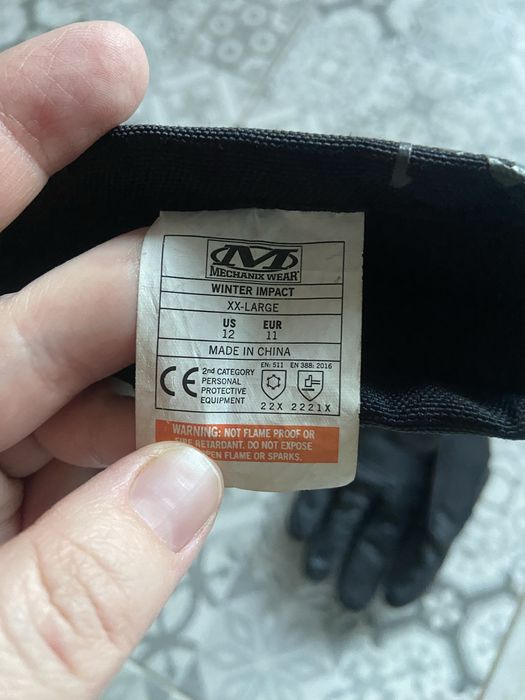 M
MECHANIX WEAR
WINTER IMPACT
XX-LARGE
US EUR
12 11
MADE IN CHINA
CE 2nd CATEGORY
PERSONAL
PROTECTIVE
EQUIPMENT
EN: 511 EN 388: 2016
22X 2221X
WARNING: NOT FLAME PROOF OR
FIRE RETARDANT. DO NOT EXPOSE
OPEN FLAME OR SPARKS.